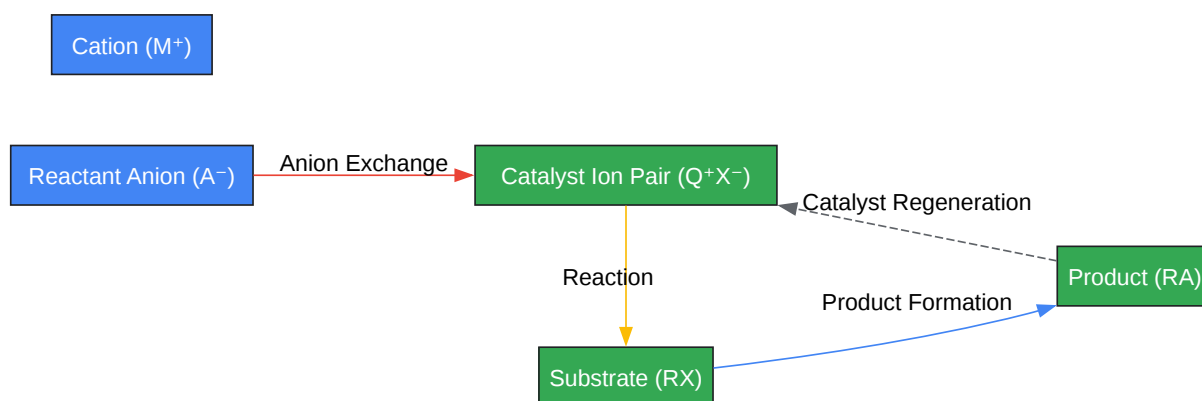 Cation (M⁺)
Reactant Anion (A⁻)
Anion Exchange
Catalyst Ion Pair (Q⁺X⁻)
Catalyst Regeneration
Reaction
Product (RA)
Product Formation
Substrate (RX)